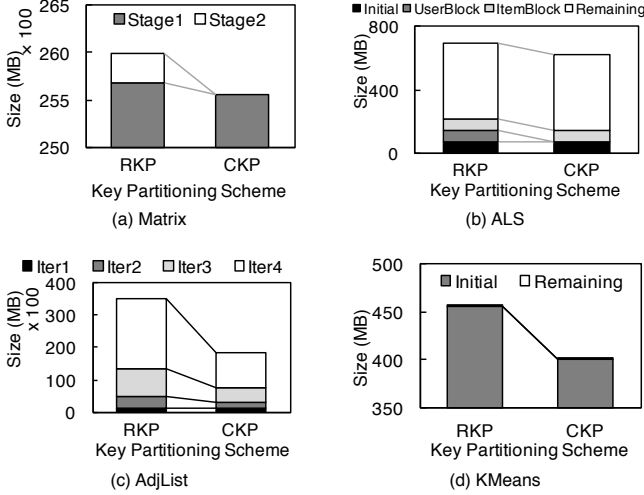 Stage1 Stage2
Size (MB)
x 100
265
260
255
250
RKP CKP
Key Partitioning Scheme
(a) Matrix
Initial UserBlock ItemBlock Remaining
Size (MB)
800
400
0
RKP CKP
Key Partitioning Scheme
(b) ALS
Iter1 Iter2 Iter3 Iter4
Size (MB)
x 100
400
300
200
100
0
RKP CKP
Key Partitioning Scheme
(c) AdjList
Initial Remaining
Size (MB)
500
450
400
350
RKP CKP
Key Partitioning Scheme
(d) KMeans